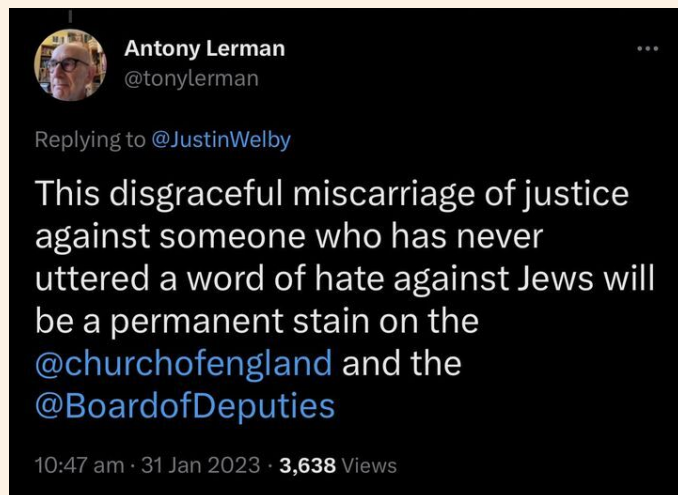 Antony Lerman
@tonylerman
Replying to @JustinWelby
This disgraceful miscarriage of justice
against someone who has never
uttered a word of hate against Jews will
be a permanent stain on the
@churchofengland and the
@BoardofDeputies
10:47 am · 31 Jan 2023 · 3,638 Views